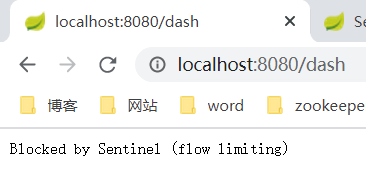 localhost:8080/dash
Se
localhost:8080/dash
博客 网站 word zookeepe
Blocked by Sentinel (flow limiting)